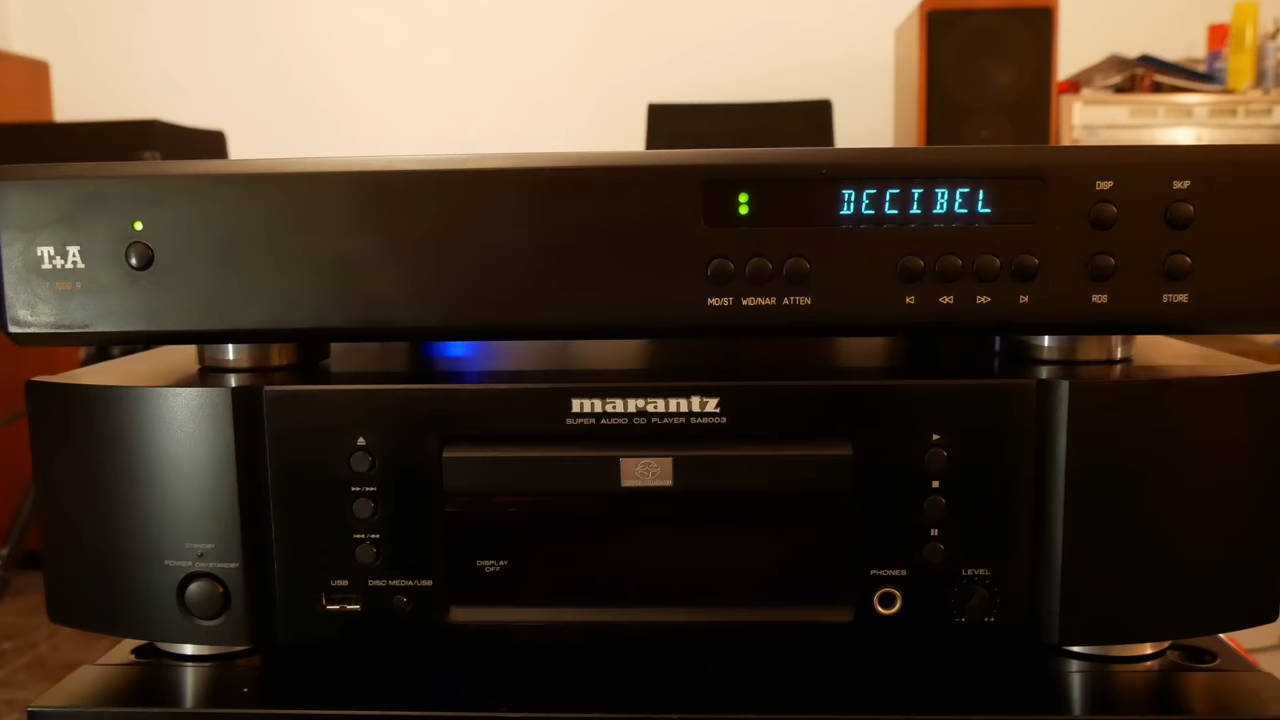 DECIBEL
DISP SKIP
T+A
MO/ST WID/NAR ATTEN
RDS STORE
marantz
SUPER AUDIO CD PLAYER SA8003
STANDBY
POWER ON/STANDBY
DISPLAY
OFF
USB DISC MEDIA/USB
PHONES LEVEL